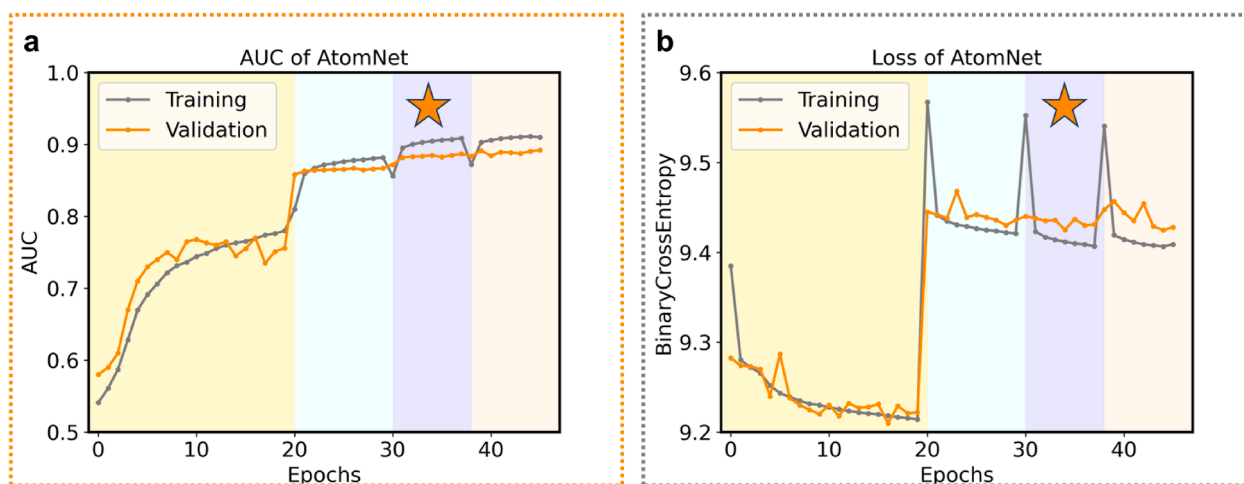 a
AUC of AtomNet
1.0
0.9
0.8
0.7
0.6
0.5
AUC
Training
Validation
0
10
20
30
40
Epochs
b
Loss of AtomNet
9.6
9.5
9.4
9.3
9.2
BinaryCrossEntropy
Training
Validation
0
10
20
30
40
Epochs